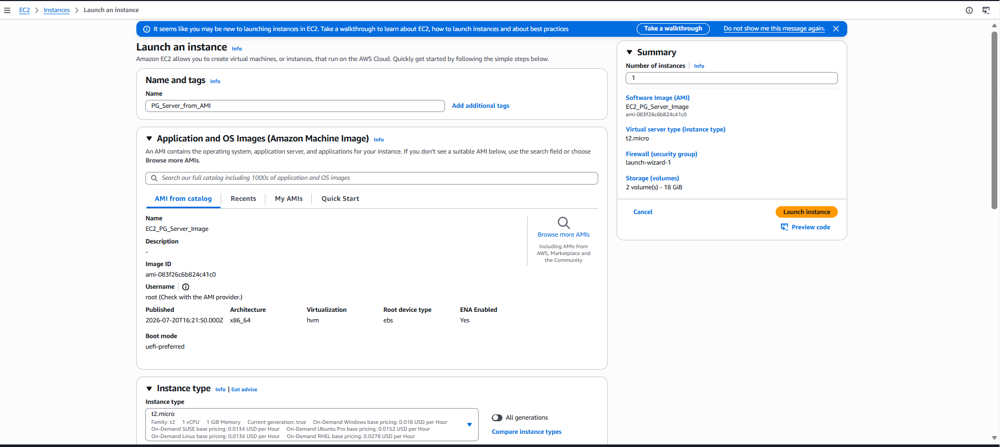 EC2 > Instances > Launch an instance
It seems like you may be new to launching instances in EC2. Take a walkthrough to learn about EC2, how to launch instances and about best practices
Take a walkthrough
Do not show me this message again.
Launch an instance Info
Amazon EC2 allows you to create virtual machines, or instances, that run on the AWS Cloud. Quickly get started by following the simple steps below.
Name and tags Info
Name
PG_Server_from_AMI
Add additional tags
Application and OS Images (Amazon Machine Image) Info
An AMI contains the operating system, application server, and applications for your instance. If you don't see a suitable AMI below, use the search field or choose
Browse more AMIs.
Search our full catalog including 1000s of application and OS images
AMI from catalog
Recents
My AMIs
Quick Start
Name
EC2_PG_Server_Image
Description
-
Image ID
ami-083f26c6b824c41c0
Username
root (Check with the AMI provider.)
Published Architecture Virtualization Root device type ENA Enabled
2026-07-20T16:21:50.000Z x86_64 hvm ebs Yes
Boot mode
uefi-preferred
Browse more AMIs
Including AMIs from
AWS, Marketplace and
the Community
Instance type Info | Get advice
Instance type
t2.micro
Family: t2 1 vCPU 1 GiB Memory Current generation: true On-Demand Windows base pricing: 0.018 USD per Hour
On-Demand SUSE base pricing: 0.0134 USD per Hour On-Demand Ubuntu Pro base pricing: 0.0152 USD per Hour
On-Demand Linux base pricing: 0.0134 USD per Hour On-Demand RHEL base pricing: 0.0278 USD per Hour
All generations
Compare instance types
Summary
Number of instances Info
1
Software Image (AMI)
EC2_PG_Server_Image
ami-083f26c6b824c41c0
Virtual server type (instance type)
t2.micro
Firewall (security group)
launch-wizard-1
Storage (volumes)
2 volume(s) - 18 GiB
Cancel
Launch instance
Preview code